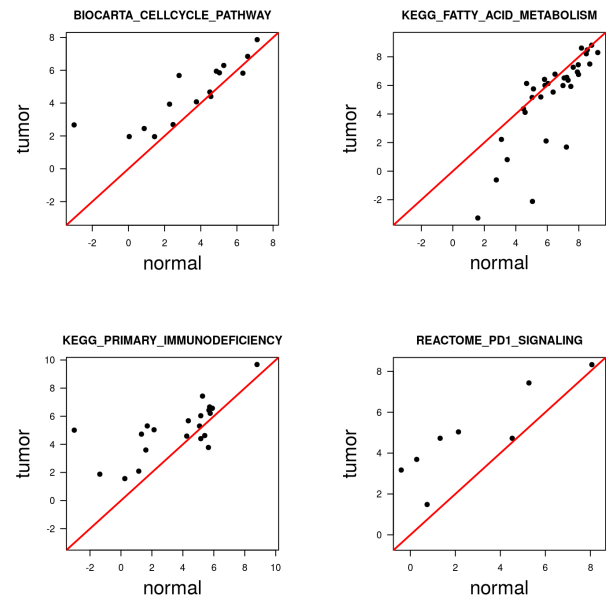 BIOCARTA_CELLCYCLE_PATHWAY
8
6
4
2
0
-2
tumor
-2 0 2 4 6 8
normal
KEGG_FATTY_ACID_METABOLISM
8
6
4
2
0
-2
tumor
-2 0 2 4 6 8
normal
KEGG_PRIMARY_IMMUNODEFICIENCY
10
8
6
4
2
0
-2
tumor
-2 0 2 4 6 8 10
normal
REACTOME_PD1_SIGNALING
8
6
4
2
0
tumor
0 2 4 6 8
normal